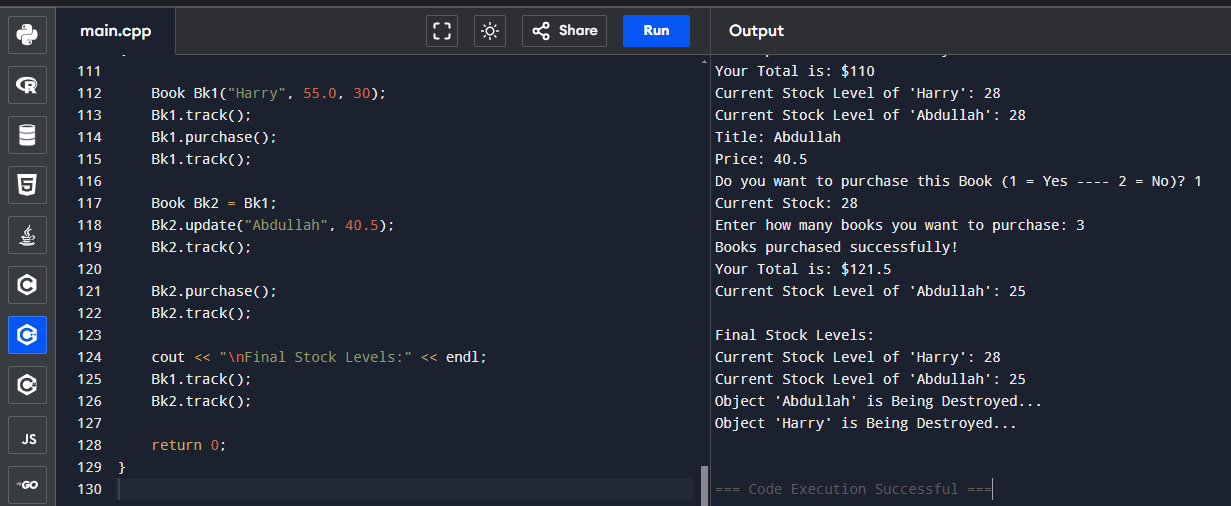 main.cpp
Share
Run
Output
111
112 Book Bk1("Harry", 55.0, 30);
113 Bk1.track();
114 Bk1.purchase();
115 Bk1.track();
116
117 Book Bk2 = Bk1;
118 Bk2.update("Abdullah", 40.5);
119 Bk2.track();
120
121 Bk2.purchase();
122 Bk2.track();
123
124 cout << "\nFinal Stock Levels:" << endl;
125 Bk1.track();
126 Bk2.track();
127
128 return 0;
129 }
130
Your Total is: $110
Current Stock Level of 'Harry': 28
Current Stock Level of 'Abdullah': 28
Title: Abdullah
Price: 40.5
Do you want to purchase this Book (1 = Yes ---- 2 = No)? 1
Current Stock: 28
Enter how many books you want to purchase: 3
Books purchased successfully!
Your Total is: $121.5
Current Stock Level of 'Abdullah': 25
Final Stock Levels:
Current Stock Level of 'Harry': 28
Current Stock Level of 'Abdullah': 25
Object 'Abdullah' is Being Destroyed...
Object 'Harry' is Being Destroyed...
=== Code Execution Successful ===
R
5
C
C+
C
JS
GO